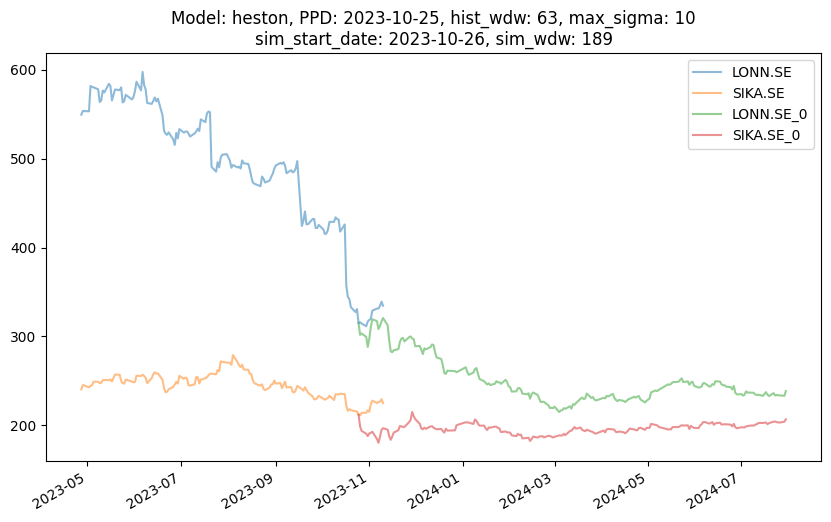 Model: heston, PPD: 2023-10-25, hist_wdw: 63, max_sigma: 10
sim_start_date: 2023-10-26, sim_wdw: 189
LONN.SE
SIKA.SE
LONN.SE_0
SIKA.SE_0
600
500
400
300
200
2023-05
2023-07
2023-09
2023-11
2024-01
2024-03
2024-05
2024-07